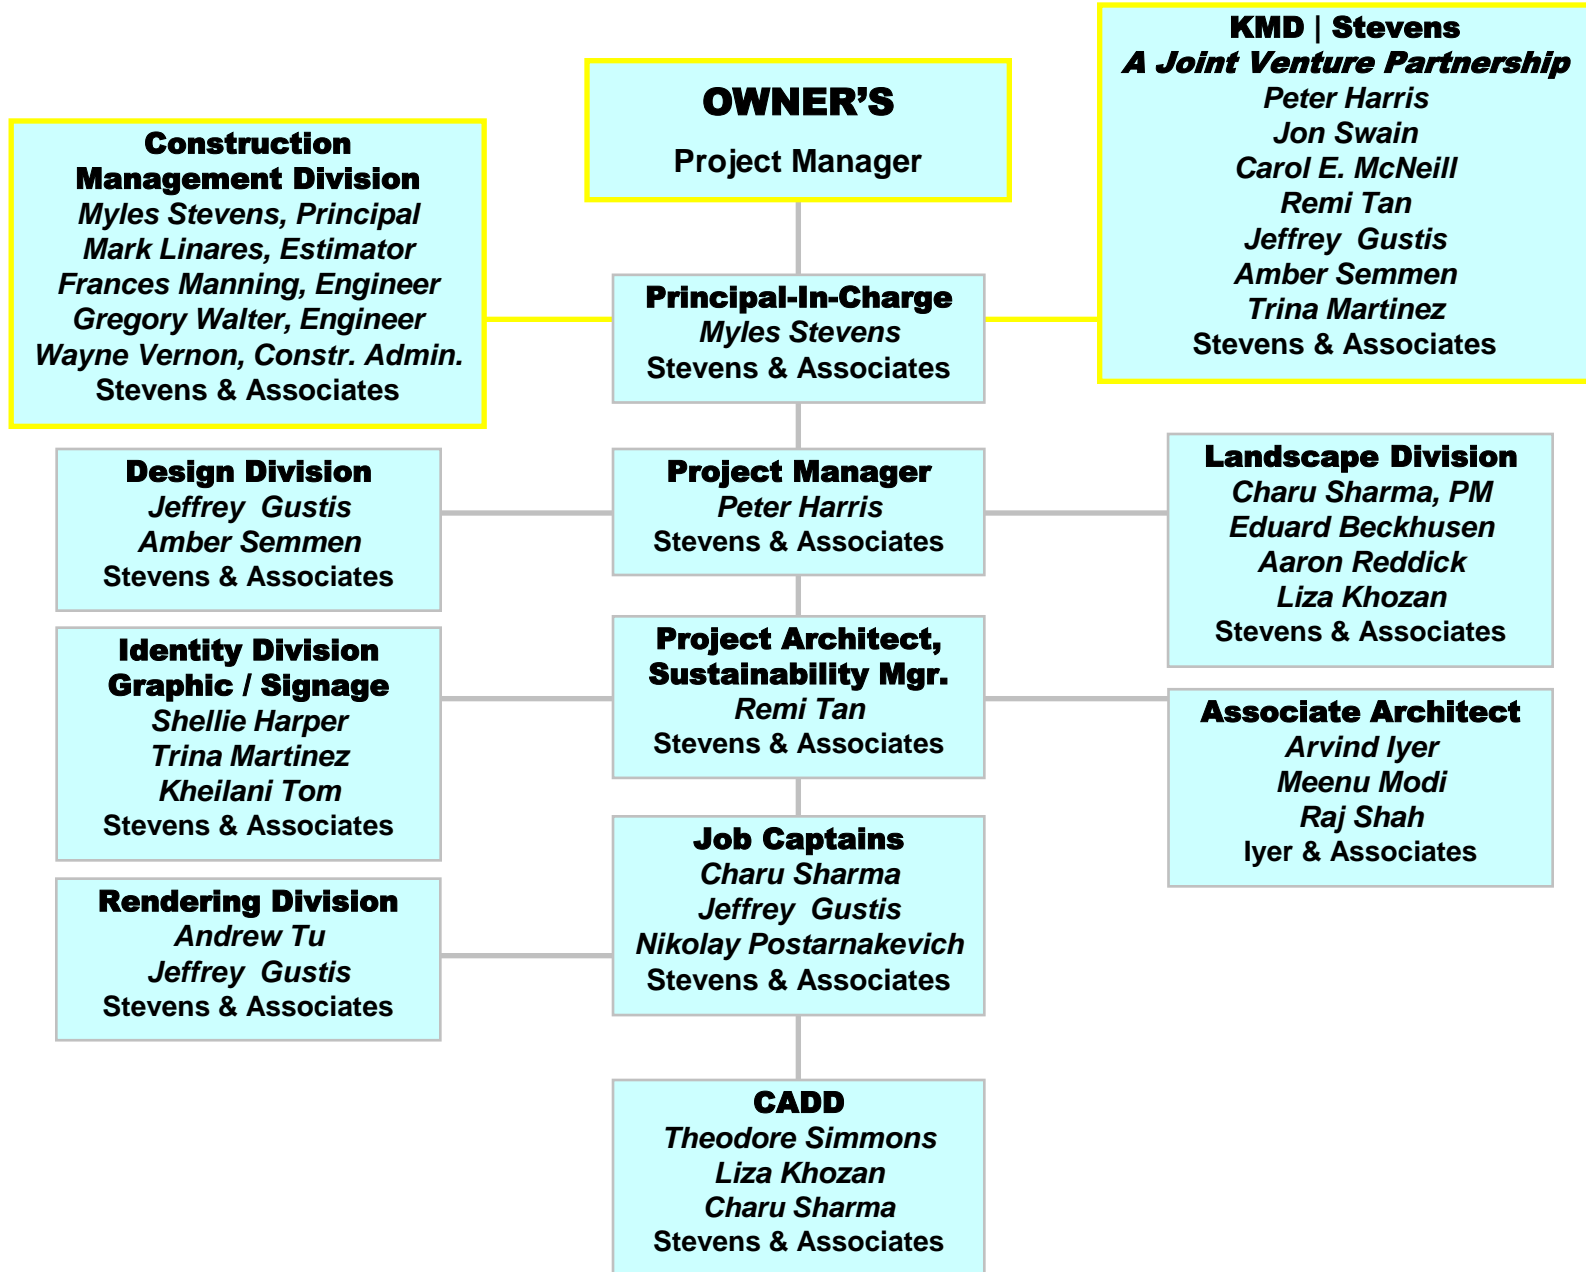 OWNER’S
Project Manager
KMD | Stevens
A Joint Venture Partnership
Peter Harris
Jon Swain
Carol E. McNeill
Remi Tan
Jeffrey  Gustis
Amber Semmen
Trina Martinez
Stevens & Associates
Construction
Management Division
Myles Stevens, Principal
Mark Linares, Estimator
Frances Manning, Engineer
Gregory Walter, Engineer
Wayne Vernon, Constr. Admin.
Stevens & Associates
Principal-In-Charge
Myles Stevens
Stevens & Associates
Design Division
Jeffrey  Gustis
Amber Semmen
Stevens & Associates
Project Manager
Peter Harris
Stevens & Associates
Landscape Division
Charu Sharma, PM
Eduard Beckhusen
Aaron Reddick
Liza Khozan
Stevens & Associates
Identity Division
Graphic / Signage
Shellie Harper
Trina Martinez
Kheilani Tom
Stevens & Associates
Project Architect,
Sustainability Mgr.
Remi Tan
Stevens & Associates
Associate Architect
Arvind Iyer
Meenu Modi
Raj Shah
Iyer & Associates
Rendering Division
Andrew Tu
Jeffrey  Gustis
Stevens & Associates
Job Captains
Charu Sharma
Jeffrey  Gustis
Nikolay Postarnakevich
Stevens & Associates
CADD
Theodore Simmons
Liza Khozan
Charu Sharma
Stevens & Associates